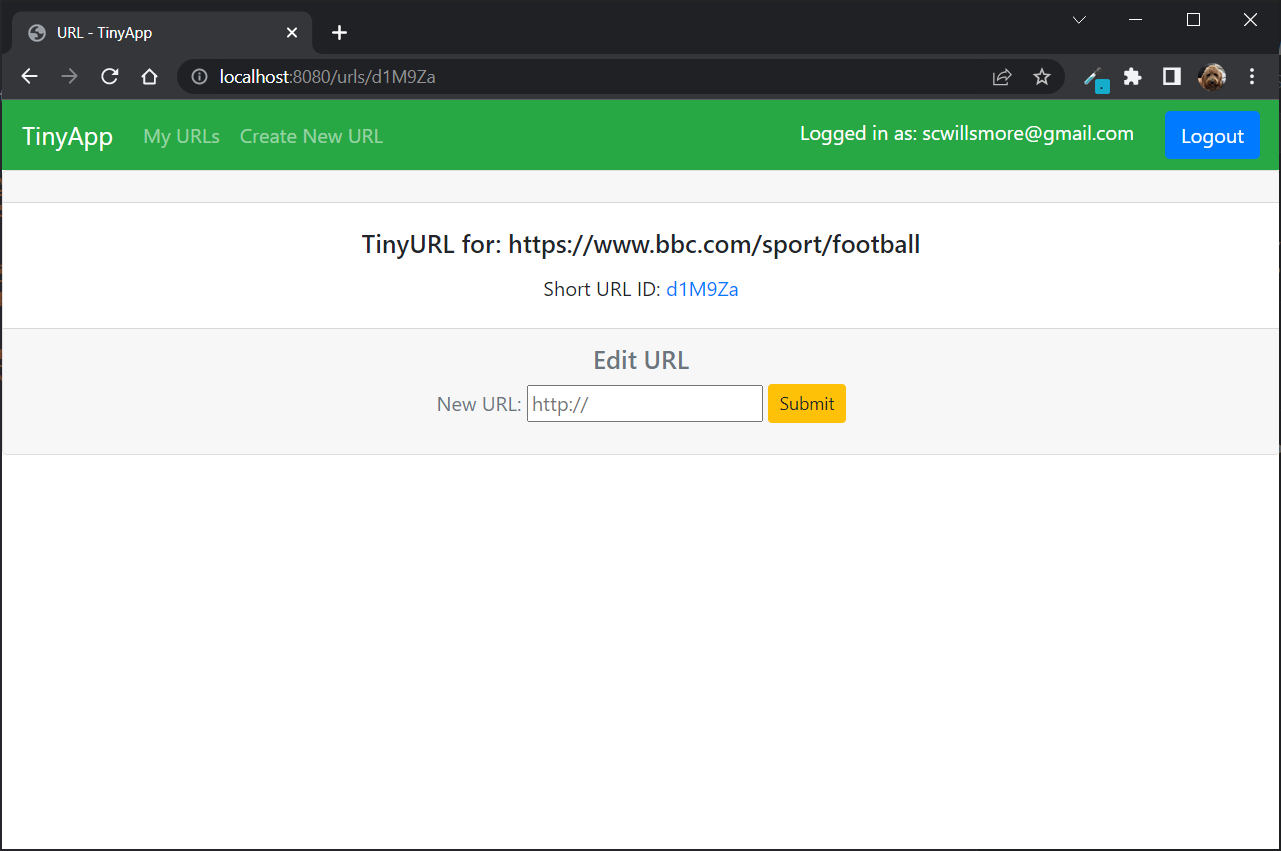 URL - TinyApp
localhost:8080/urls/d1M9Za
TinyApp My URLs Create New URL Logged in as: scwillsmore@gmail.com Logout
TinyURL for: https://www.bbc.com/sport/football
Short URL ID: d1M9Za
Edit URL
New URL: http:// Submit